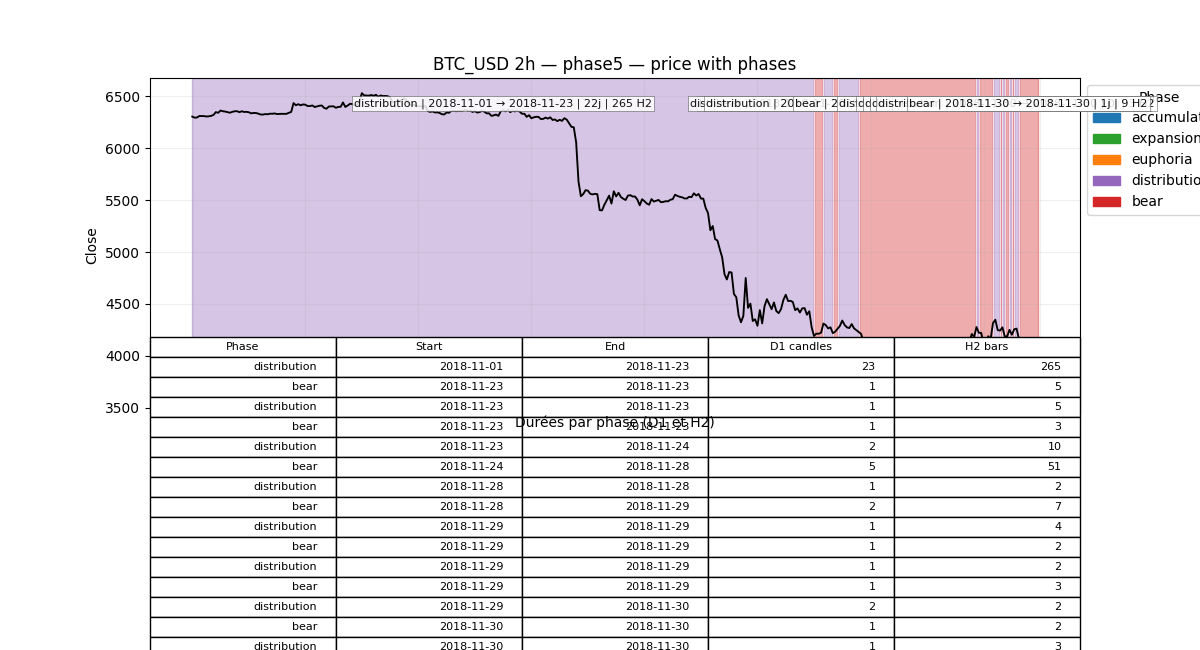 BTC_USD 2h — phase5 — price with phases
distribution | 2018-11-01 → 2018-11-23 | 22j | 265 H2
distribution | 20
bear | 2
distri
bear | 2018-11-30 → 2018-11-30 | 1j | 9 H2
Phase
accumulat
expansion
euphoria
distributio
bear
Close
6500
6000
5500
5000
4500
4000
3500
Durées par phase (D1 et H2)
Phase Start End D1 candles H2 bars
distribution 2018-11-01 2018-11-23 23 265
bear 2018-11-23 2018-11-23 1 5
distribution 2018-11-23 2018-11-23 1 5
bear 2018-11-23 2018-11-23 1 3
distribution 2018-11-23 2018-11-24 2 10
bear 2018-11-24 2018-11-28 5 51
distribution 2018-11-28 2018-11-28 1 2
bear 2018-11-28 2018-11-29 2 7
distribution 2018-11-29 2018-11-29 1 4
bear 2018-11-29 2018-11-29 1 2
distribution 2018-11-29 2018-11-29 1 2
bear 2018-11-29 2018-11-29 1 3
distribution 2018-11-29 2018-11-30 2 2
bear 2018-11-30 2018-11-30 1 2
distribution 2018-11-30 2018-11-30 1 3